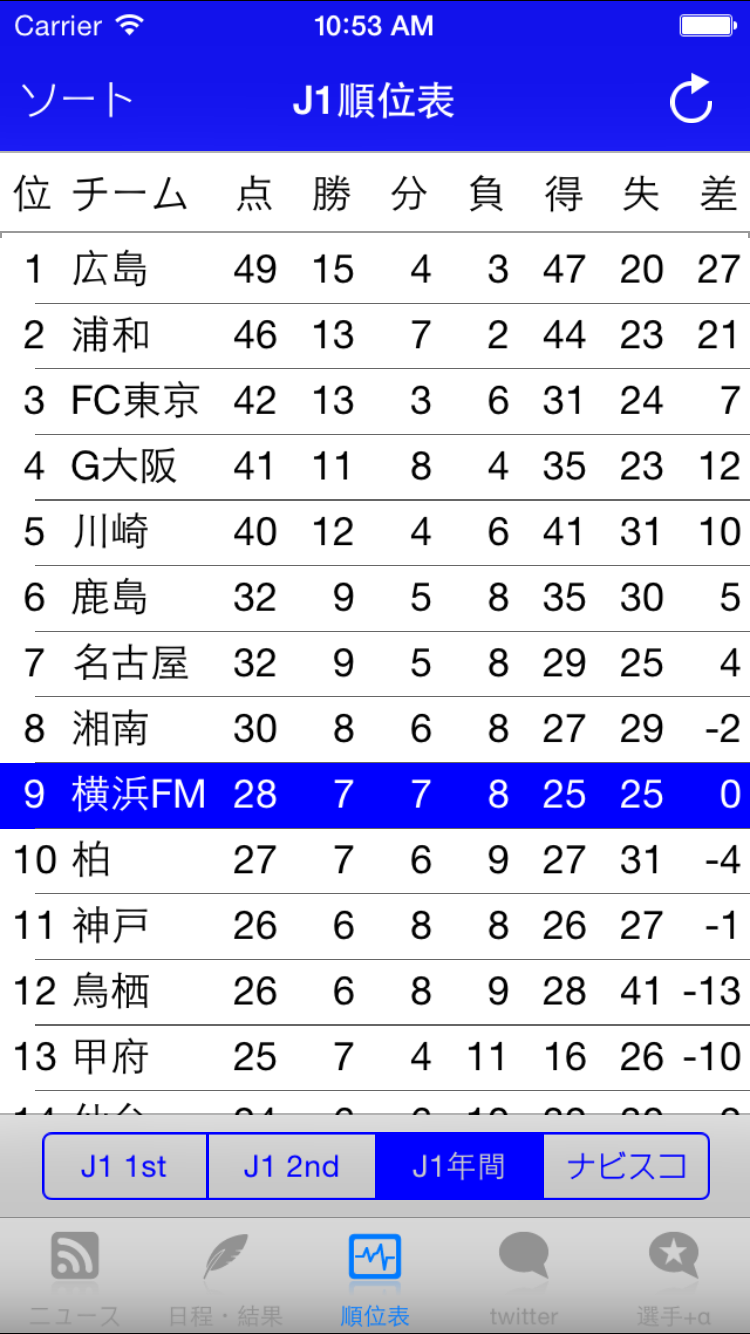 Carrier 10:53 AM
ソート J1順位表
位 チーム 点 勝 分 負 得 失 差
1 広島 49 15 4 3 47 20 27
2 浦和 46 13 7 2 44 23 21
3 FC東京 42 13 3 6 31 24 7
4 G大阪 41 11 8 4 35 23 12
5 川崎 40 12 4 6 41 31 10
6 鹿島 32 9 5 8 35 30 5
7 名古屋 32 9 5 8 29 25 4
8 湘南 30 8 6 8 27 29 -2
9 横浜FM 28 7 7 8 25 25 0
10 柏 27 7 6 9 27 31 -4
11 神戸 26 6 8 8 26 27 -1
12 鳥栖 26 6 8 9 28 41 -13
13 甲府 25 7 4 11 16 26 -10
J1 1st J1 2nd J1年間 ナビスコ
ニュース 日程・結果 順位表 twitter 選手+α